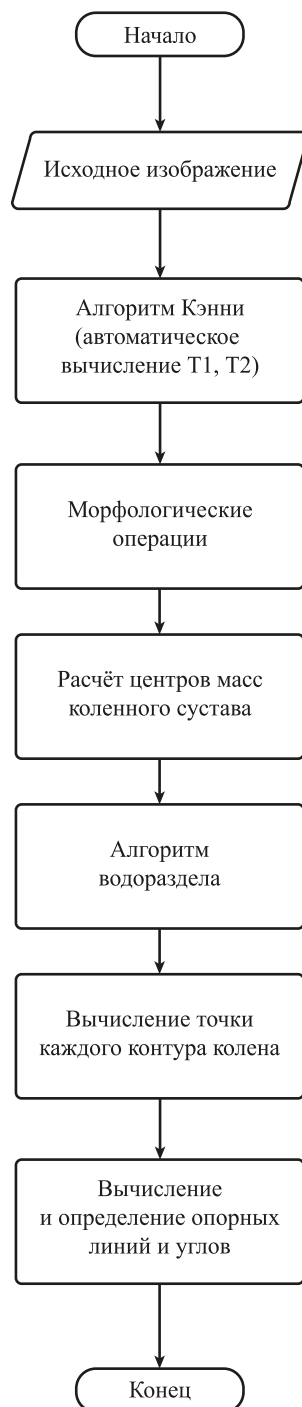 Начало
Исходное изображение
Алгоритм Кэнни
(автоматическое
вычисление T1, T2)
Морфологические
операции
Расчёт центров масс
коленного сустава
Алгоритм
водораздела
Вычисление точки
каждого контура колена
Вычисление
и определение опорных
линий и углов
Конец